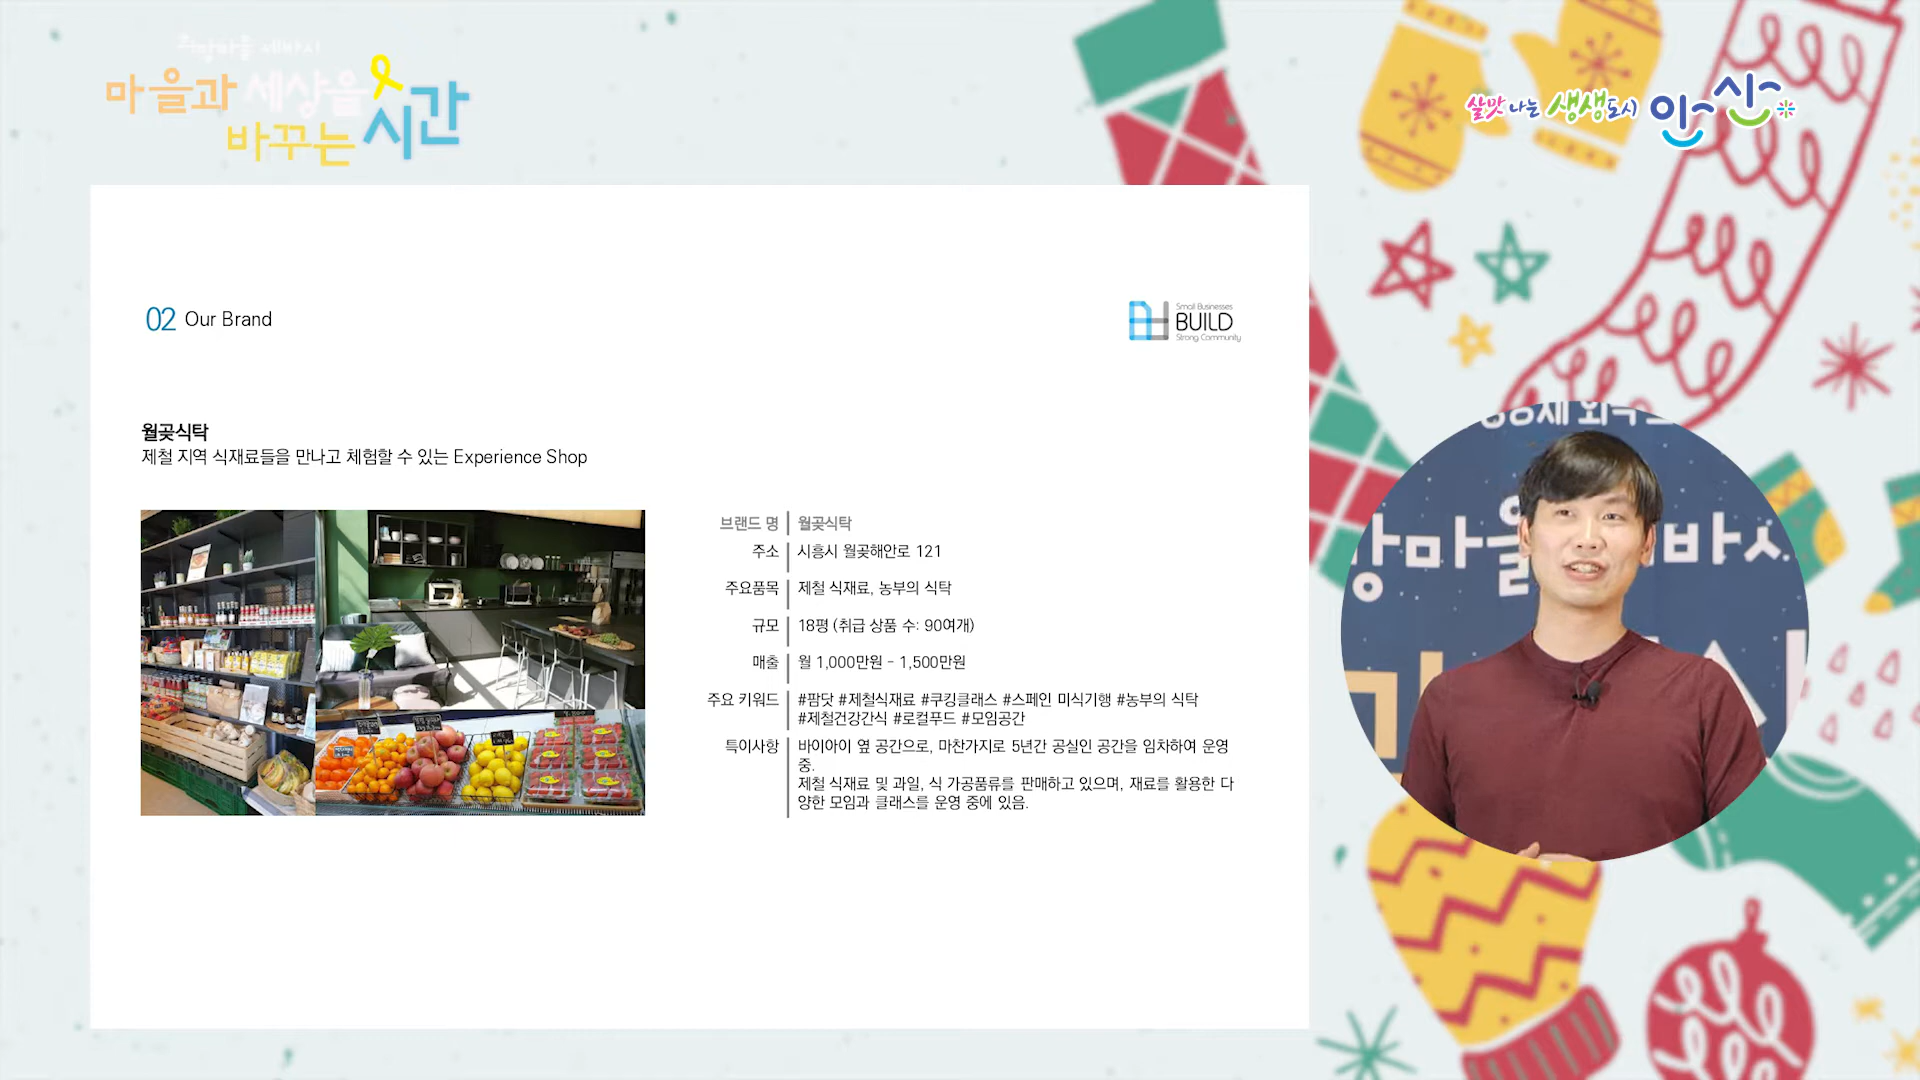 희망마을 세바시
마을과 세상을
바꾸는 시간
살맛 나는 생생도시 안산
02 Our Brand
Small Businesses
BUILD
Strong Community
월곶식탁
제철 지역 식재료들을 만나고 체험할 수 있는 Experience Shop
브랜드 명 월곶식탁
주소 시흥시 월곶해안로 121
주요품목 제철 식재료, 농부의 식탁
규모 18평 (취급 상품 수: 90여개)
매출 월 1,000만원 - 1,500만원
주요 키워드 #팜닷 #제철식재료 #쿠킹클래스 #스페인 미식기행 #농부의 식탁
#제철건강간식 #로컬푸드 #모임공간
특이사항 바이아이 옆 공간으로, 마찬가지로 5년간 공실인 공간을 임차하여 운영
중.
제철 식재료 및 과일, 식 가공품류를 판매하고 있으며, 재료를 활용한 다
양한 모임과 클래스를 운영 중에 있음.